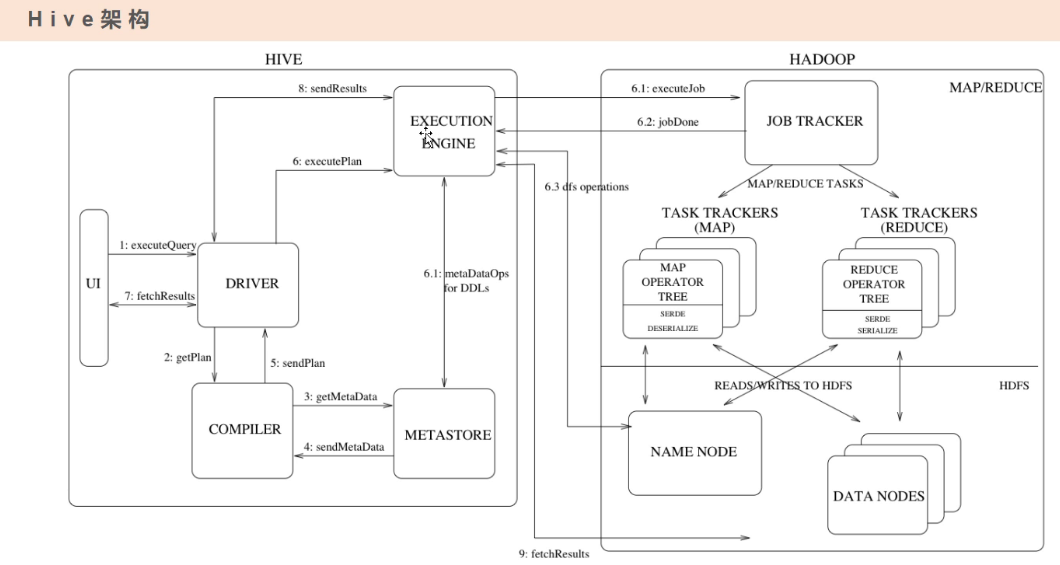 Hive架构
HIVE
HADOOP
8: sendResults
6.1: executeJob
MAP/REDUCE
EXECUTION
ENGINE
JOB TRACKER
6.2: jobDone
6: executePlan
6.3 dfs operations
MAP/REDUCE TASKS
TASK TRACKERS
(MAP)
TASK TRACKERS
(REDUCE)
1: executeQuery
UI
DRIVER
7: fetchResults
6.1: metaDataOps
for DDLs
MAP
OPERATOR
TREE
SERDE
DESERIALIZE
REDUCE
OPERATOR
TREE
SERDE
SERIALIZE
2: getPlan
5: sendPlan
READS/WRITES TO HDFS
HDFS
3: getMetaData
COMPILER
METASTORE
4: sendMetaData
NAME NODE
DATA NODES
9: fetchResults